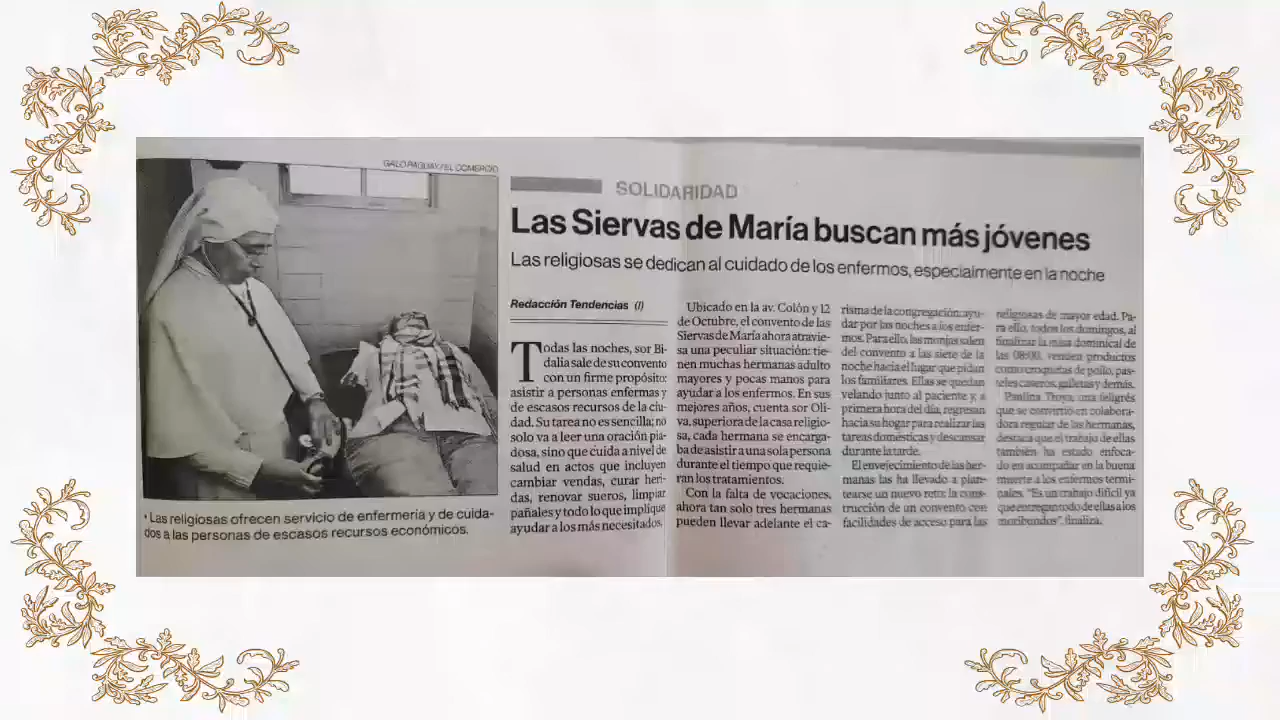 GALO PAGUAY / EL COMERCIO
SOLIDARIDAD
Las Siervas de María buscan más jóvenes
Las religiosas se dedican al cuidado de los enfermos, especialmente en la noche
Redacción Tendencias (I)
Todas las noches, sor Bi-
dalia sale de su convento
con un firme propósito:
asistir a personas enfermas y
de escasos recursos de la ciu-
dad. Su tarea no es sencilla; no
solo va a leer una oración pia-
dosa, sino que cuida a nivel de
salud en actos que incluyen
cambiar vendas, curar heri-
das, renovar sueros, limpiar
pañales y todo lo que implique
ayudar a los más necesitados.
Ubicado en la av. Colón y 12
de Octubre, el convento de las
Siervas de María ahora atravie-
sa una peculiar situación: tie-
nen muchas hermanas adulto
mayores y pocas manos para
ayudar a los enfermos. En sus
mejores años, cuenta sor Oli-
va, superiora de la casa religio-
sa, cada hermana se encarga-
ba de asistir a una sola persona
durante el tiempo que requie-
ran los tratamientos.
Con la falta de vocaciones,
ahora tan solo tres hermanas
pueden llevar adelante el ca-
risma de la congregación: ayu-
dar por las noches a los enfer-
mos. Para ello, las monjas salen
del convento a las siete de la
noche hacia el lugar que pidan
los familiares. Ellas se quedan
velando junto al paciente y a
primera hora del día, regresan
hacia su hogar para realizar las
tareas domésticas y descansar
durante la tarde.
El envejecimiento de las her-
manas las ha llevado a plan-
tearse un nuevo reto: la cons-
trucción de un convento con
facilidades de acceso para las
religiosas de mayor edad. Pa-
ra ello, todos los domingos, al
finalizar la misa dominical de
las 08:00, venden productos
como croquetas de pollo, pas-
teles caseros, galletas y demás.
Paulina Troya, una feligrés
que se convirtió en colabora-
dora regular de las hermanas,
destaca que el trabajo de ellas
también ha estado enfoca-
do en acompañar en la buena
muerte a los enfermos termi-
nales. "Es un trabajo difícil ya
que entregan todo de ellas a los
moribundos", finaliza.
• Las religiosas ofrecen servicio de enfermería y de cuida-
dos a las personas de escasos recursos económicos.